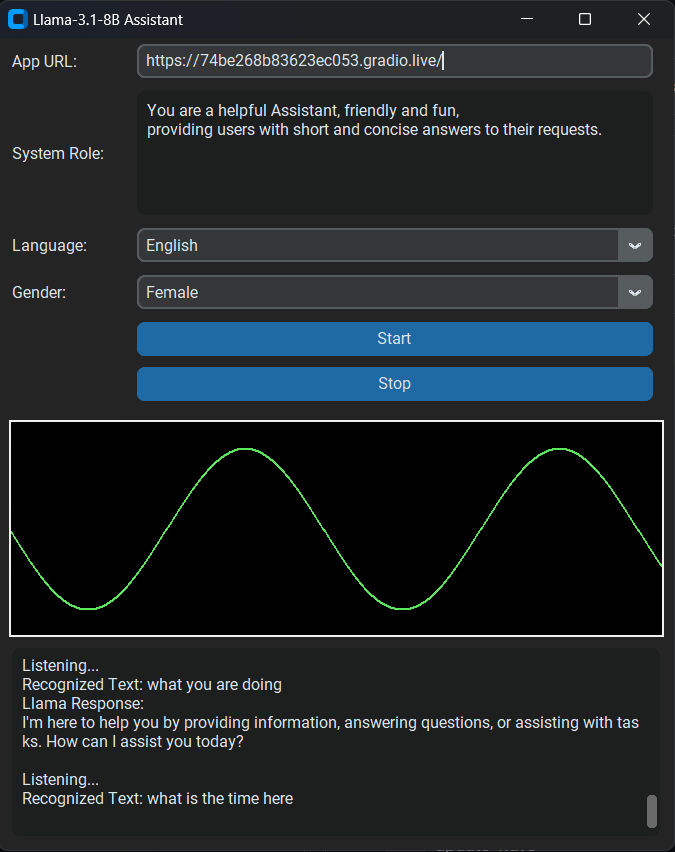 Llama-3.1-8B Assistant
App URL:
https://74be268b83623ec053.gradio.live/
System Role:
You are a helpful Assistant, friendly and fun,
providing users with short and concise answers to their requests.
Language:
English
Gender:
Female
Start
Stop
Listening...
Recognized Text: what you are doing
Llama Response:
I'm here to help you by providing information, answering questions, or assisting with tas
ks. How can I assist you today?
Listening...
Recognized Text: what is the time here